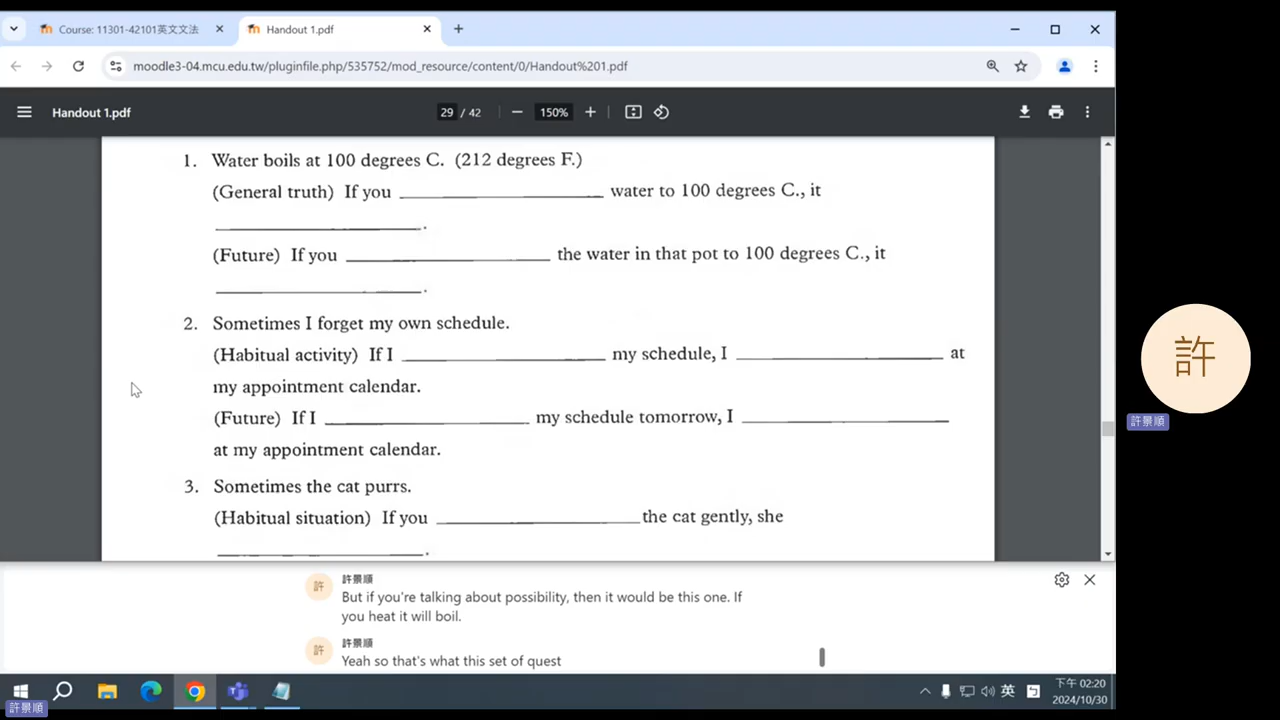 Course: 11301-42101英文文法
Handout 1.pdf
moodle3-04.mcu.edu.tw/pluginfile.php/535752/mod_resource/content/0/Handout%201.pdf
Handout 1.pdf
29 / 42
150%
1. Water boils at 100 degrees C. (212 degrees F.)
(General truth) If you ____________ water to 100 degrees C., it
____________.
(Future) If you ____________ the water in that pot to 100 degrees C., it
____________.
2. Sometimes I forget my own schedule.
(Habitual activity) If I ____________ my schedule, I ____________ at
my appointment calendar.
(Future) If I ____________ my schedule tomorrow, I ____________
at my appointment calendar.
3. Sometimes the cat purrs.
(Habitual situation) If you ____________ the cat gently, she
____________.
許
許景順
許
許景順
But if you're talking about possibility, then it would be this one. If
you heat it will boil.
許
許景順
Yeah so that's what this set of quest
英
下午 02:20
2024/10/30
許景順